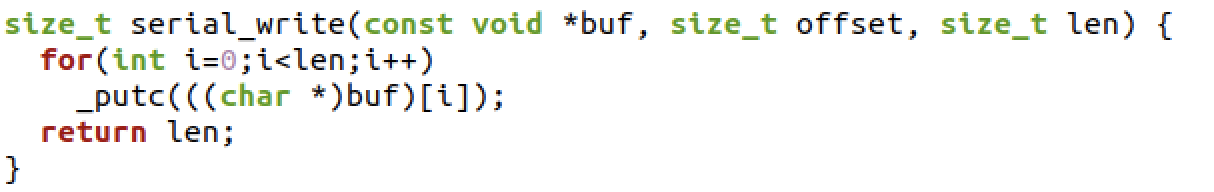 size_t serial_write(const void *buf, size_t offset, size_t len) {
  for(int i=0;i<len;i++)
    _putc(((char *)buf)[i]);
  return len;
}